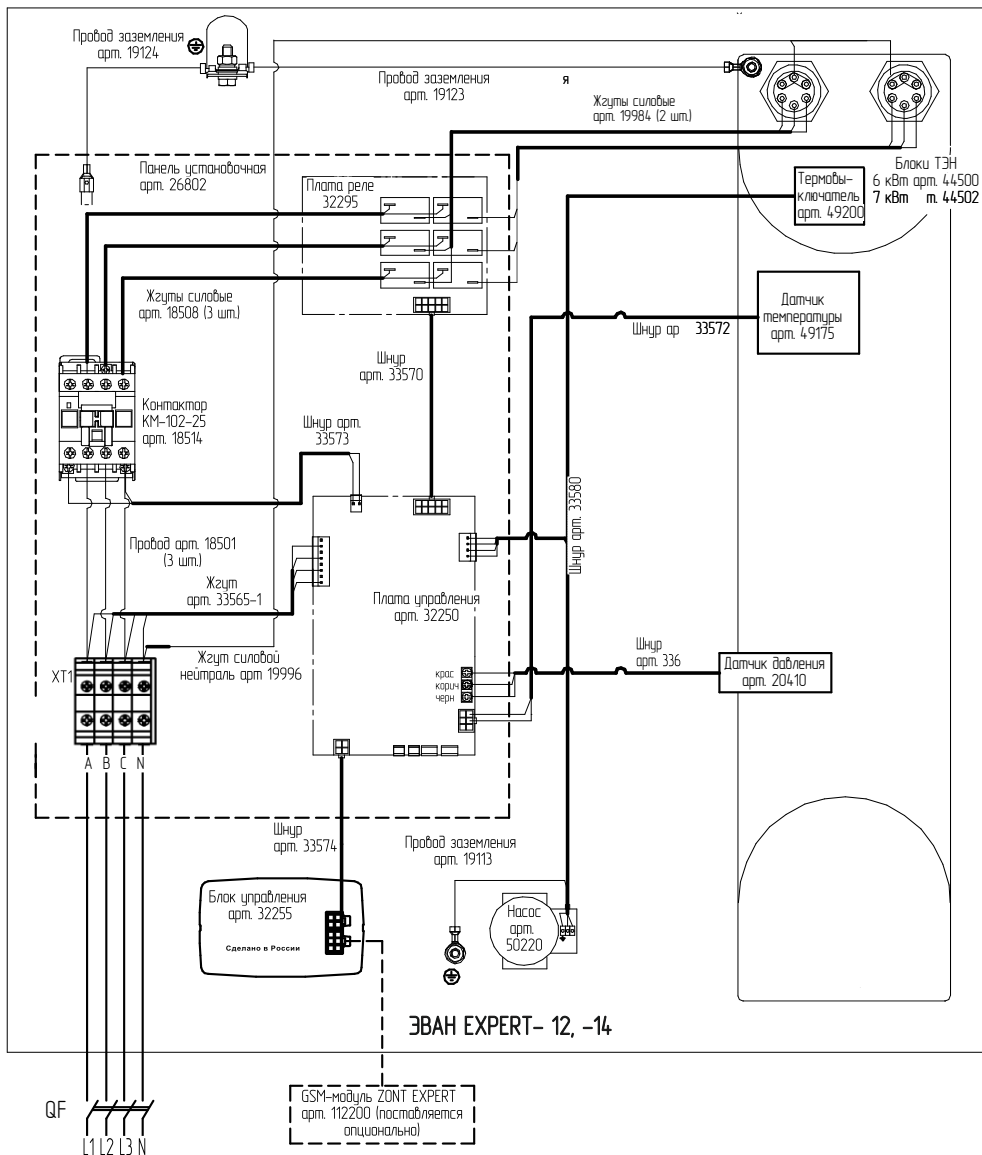 Провод заземления
арт. 19124
Провод заземления
арт. 19123
я
Жгуты силовые
арт. 19984 (2 шт.)
Панель установочная
арт. 26802
Плата реле
32295
Блоки ТЭН
6 кВт арт. 44500
7 кВт т. 44502
Термовы-
ключатель
арт. 49200
Жгуты силовые
арт. 18508 (3 шт.)
Датчик
температуры
арт. 49175
Шнур ар 33572
Шнур
арт. 33570
Контактор
КМ-102-25
арт. 18514
Шнур арт.
33573
Шнур арт. 33580
Провод арт. 18501
(3 шт.)
Жгут
арт. 33565-1
Плата управления
арт. 32250
Жгут силовой
нейтраль арт 19996
XT1
крас
корич
черн
Шнур
арт. 336
Датчик давления
арт. 20410
A B C N
Шнур
арт. 33574
Провод заземления
арт. 19113
Блок управления
арт. 32255
Сделано в России
Насос
арт.
50220
ЭВАН EXPERT- 12, -14
GSM-модуль ZONT EXPERT
арт. 112200 (поставляется
опционально)
QF
L1 L2 L3 N